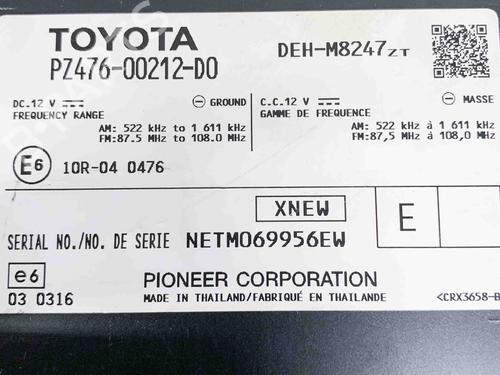 TOYOTA
PZ476-00212-D0
DEH-M8247ZT
DC.12 V
GROUND
C.C.12 V
MASSE
FREQUENCY RANGE
GAMME DE FREQUENCE
AM: 522 kHz to 1 611 kHz
FM:87.5 MHz to 108.0 MHz
AM: 522 kHz à 1 611 kHz
FM:87,5 MHz à 108,0 MHz
E6 10R-04 0476
XNEW
E
SERIAL NO./NO. DE SERIE NETM069956EW
e6
03 0316
PIONEER CORPORATION
MADE IN THAILAND/FABRIQUÉ EN THAILANDE
<CRX3658-B